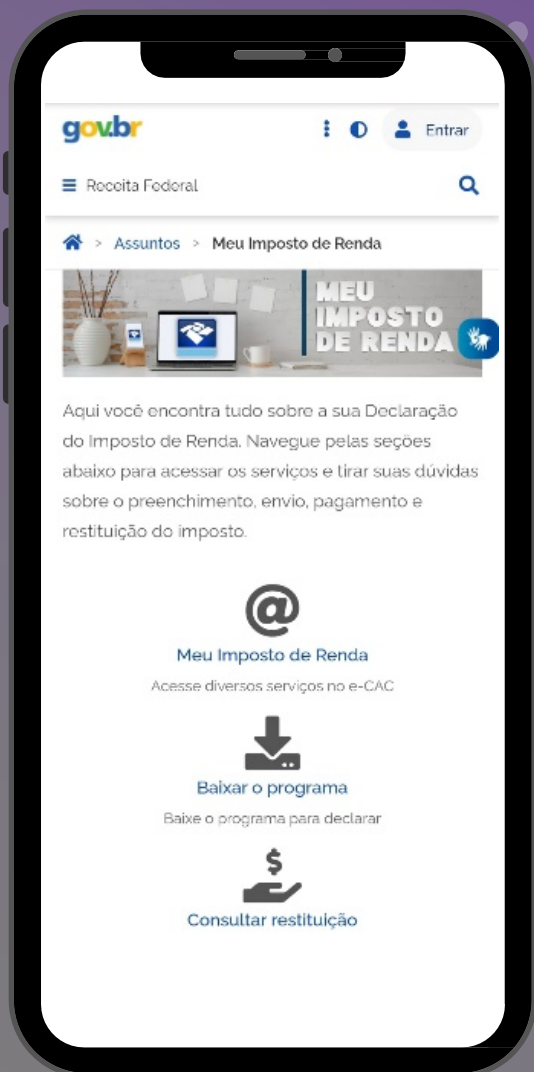 gov.br
Entrar
Receita Federal
> Assuntos > Meu Imposto de Renda
MEU
IMPOSTO
DE RENDA
Aqui você encontra tudo sobre a sua Declaração
do Imposto de Renda. Navegue pelas seções
abaixo para acessar os serviços e tirar suas dúvidas
sobre o preenchimento, envio, pagamento e
restituição do imposto.
@
Meu Imposto de Renda
Acesse diversos serviços no e-CAC
Baixar o programa
Baixe o programa para declarar
$
Consultar restituição